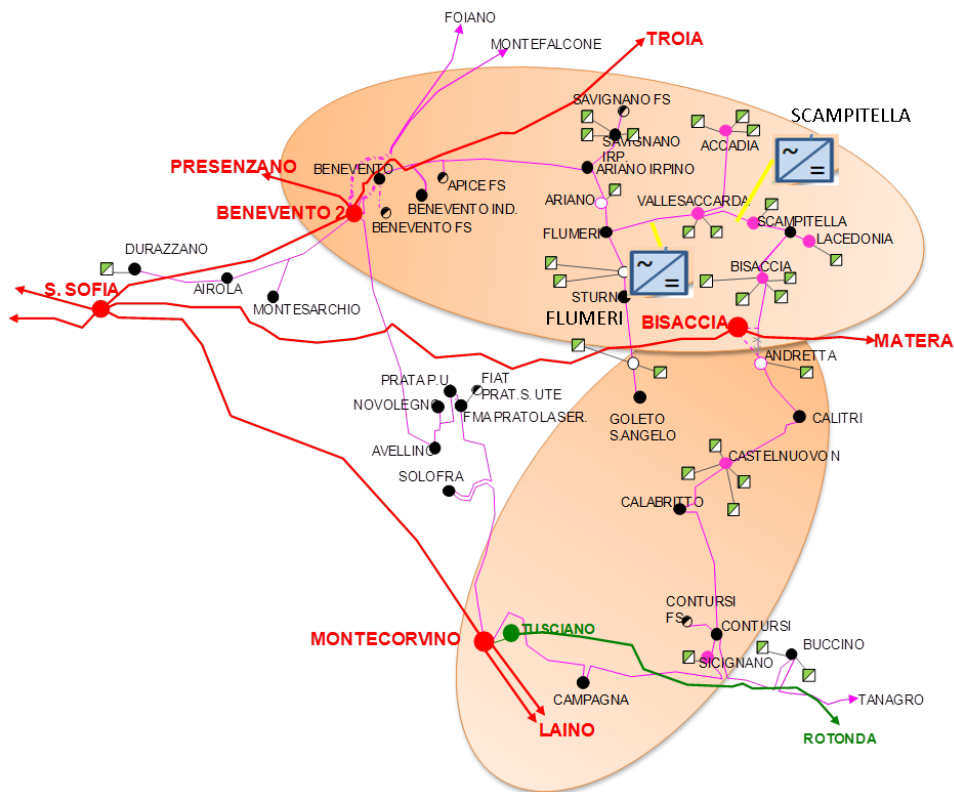 FOIANO
MONTEFALCONE
TROIA
SAVIGNANO FS
SCAMPITELLA
SAVIGNANO
IRP.
ACCADIA
~
=
PRESENZANO
BENEVENTO
ARIANO IRPINO
APICE FS
BENEVENTO 2
BENEVENTO IND.
ARIANO
VALLESACCARDA
BENEVENTO FS
SCAMPITELLA
FLUMERI
LACEDONIA
DURAZZANO
BISACCIA
~
=
S. SOFIA
AIROLA
MONTESARCHIO
STURNO
FLUMERI
BISACCIA
MATERA
ANDRETTA
PRATA P.U
FIAT
PRAT. S. UTE
NOVOLEGNO
FMA PRATOLA SER.
GOLETO
S.ANGELO
CALITRI
AVELLINO
CASTELNUOVO N
SOLOFRA
CALABRITTO
CONTURSI
FS
MONTECORVINO
TUSCIANO
CONTURSI
BUCCINO
SICIGNANO
CAMPAGNA
TANAGRO
LAINO
ROTONDA